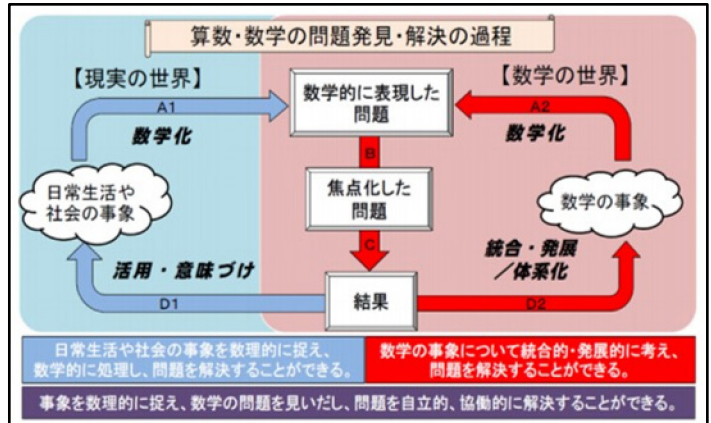 算数・数学の問題発見・解決の過程
【現実の世界】
【数学の世界】
A1
数学化
数学的に表現した
問題
A2
数学化
B
日常生活や
社会の事象
焦点化した
問題
数学の事象
C
活用・意味づけ
統合・発展
／体系化
D1
結果
D2
日常生活や社会の事象を数理的に捉え、
数学的に処理し、問題を解決することができる。
数学の事象について統合的・発展的に考え、
問題を解決することができる。
事象を数理的に捉え、数学の問題を見いだし、問題を自立的、協働的に解決することができる。